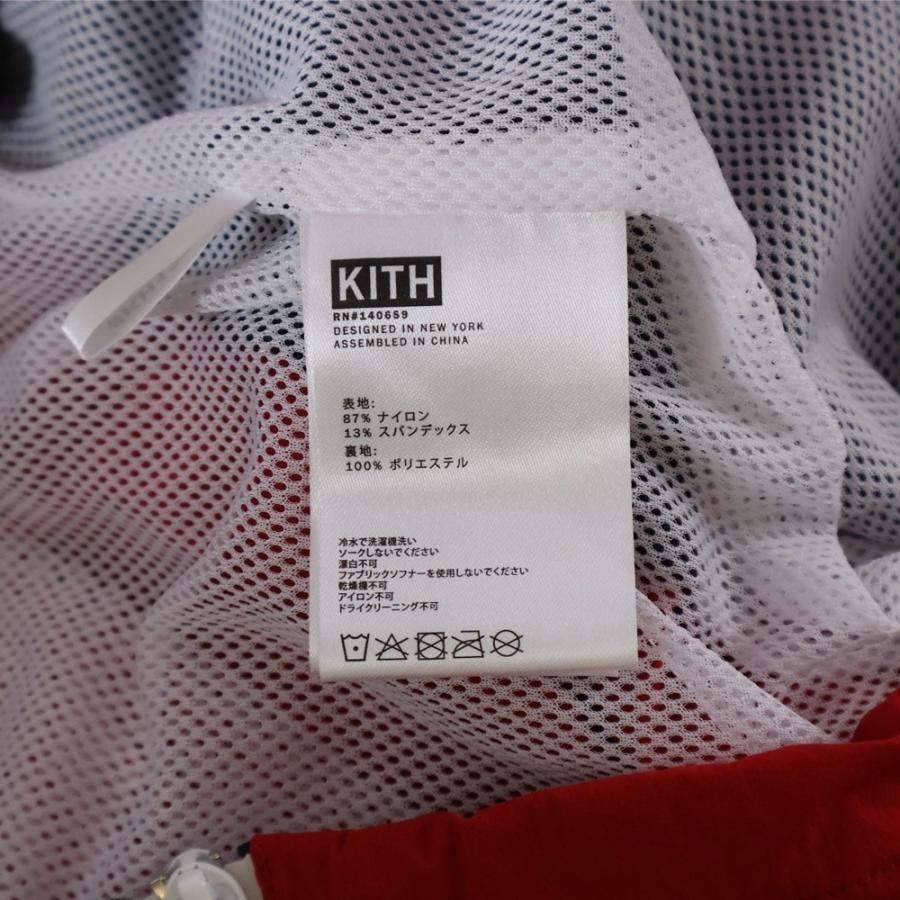 KITH
RN#140659
DESIGNED IN NEW YORK
ASSEMBLED IN CHINA
表地:
87% ナイロン
13% スパンデックス
裏地:
100% ポリエステル
冷水で洗濯機洗い
ソークしないでください
漂白不可
ファブリックソフナーを使用しないでください
乾燥機不可
アイロン不可
ドライクリーニング不可